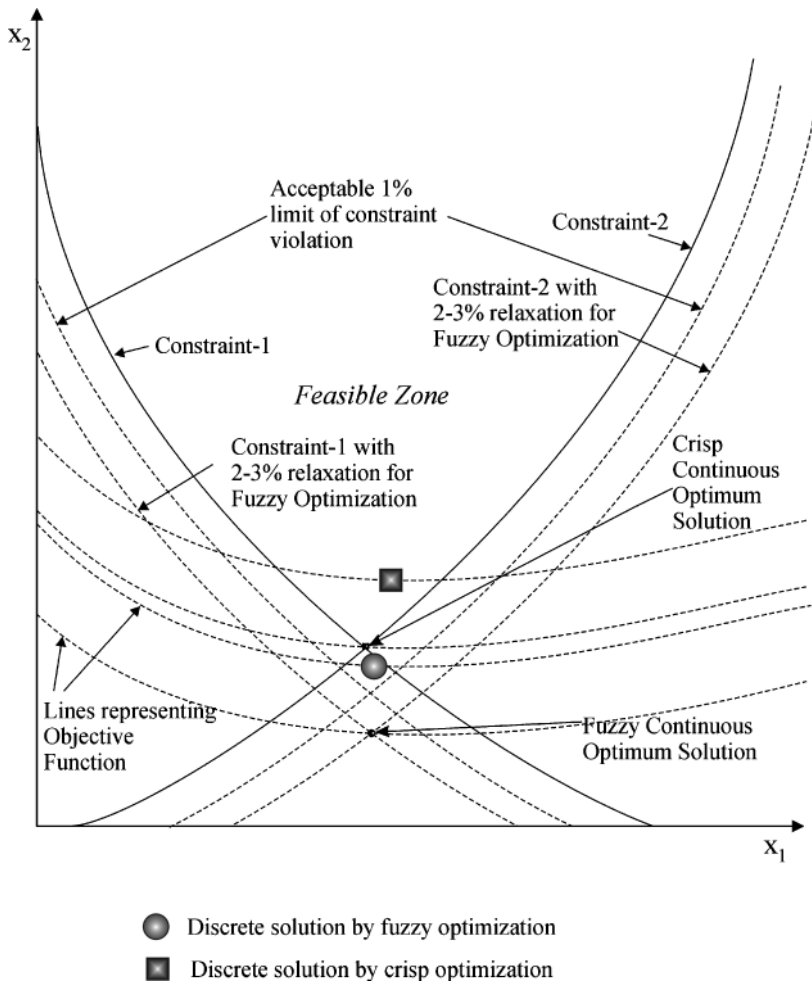 x2
Acceptable 1%
limit of constraint
violation
Constraint-2
Constraint-2 with
2-3% relaxation for
Fuzzy Optimization
Constraint-1
Feasible Zone
Constraint-1 with
2-3% relaxation for
Fuzzy Optimization
Crisp
Continuous
Optimum
Solution
Lines representing
Objective
Function
Fuzzy Continuous
Optimum Solution
x1
Discrete solution by fuzzy optimization
Discrete solution by crisp optimization